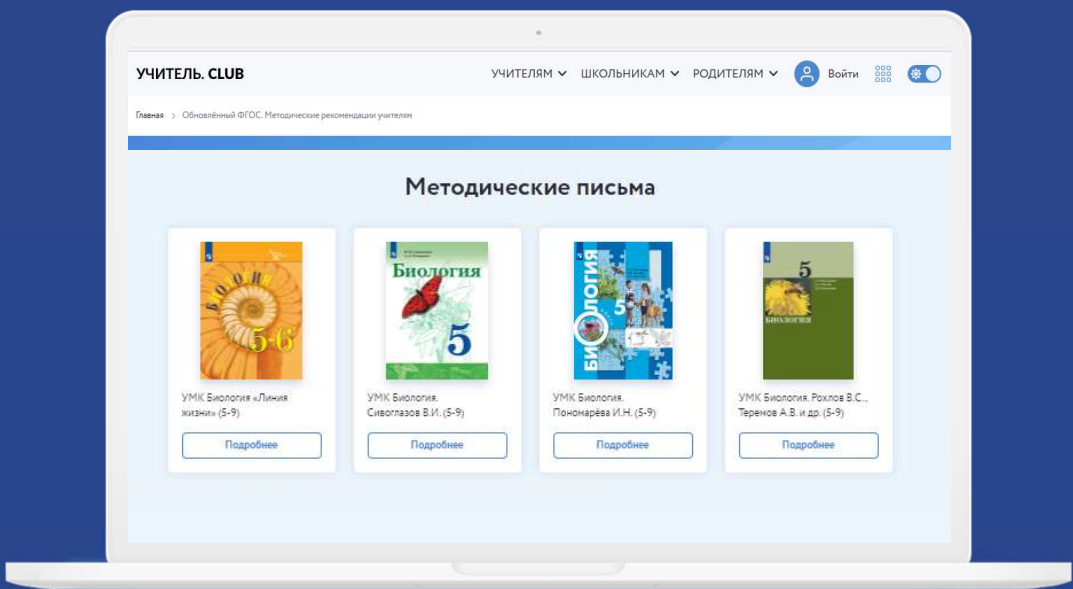 УЧИТЕЛЬ. CLUB
УЧИТЕЛЯМ ШКОЛЬНИКАМ РОДИТЕЛЯМ Войти
Главная > Обновлённый ФГОС. Методические рекомендации учителям
Методические письма
БИОЛОГИЯ
5-6
Биология
5
БИОЛОГИЯ
5
5
БИОЛОГИЯ
УМК Биология «Линия
жизни» (5-9)
УМК Биология.
Сивоглазов В.И. (5-9)
УМК Биология.
Пономарёва И.Н. (5-9)
УМК Биология. Рохлов В.С.,
Теремов А.В. и др. (5-9)
Подробнее
Подробнее
Подробнее
Подробнее